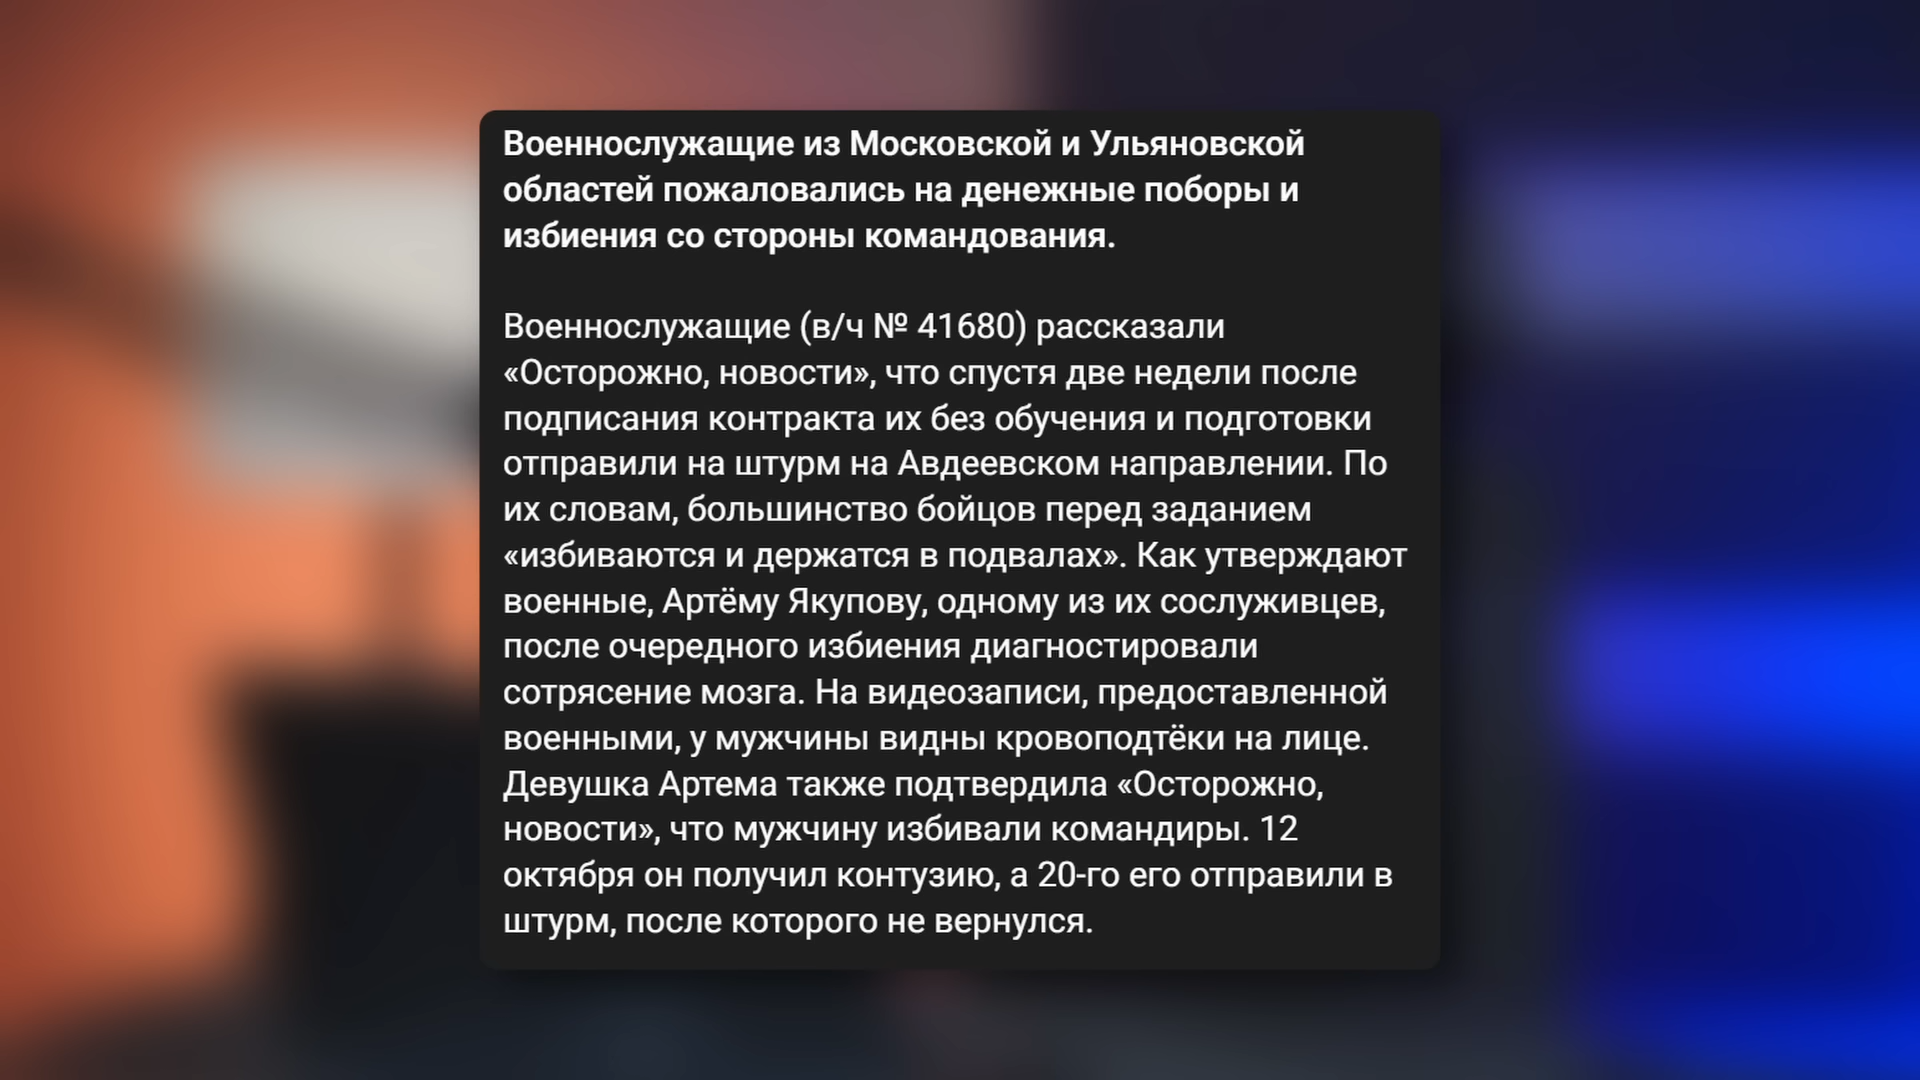 Военнослужащие из Московской и Ульяновской
областей пожаловались на денежные поборы и
избиения со стороны командования.
Военнослужащие (в/ч № 41680) рассказали
«Осторожно, новости», что спустя две недели после
подписания контракта их без обучения и подготовки
отправили на штурм на Авдеевском направлении. По
их словам, большинство бойцов перед заданием
«избиваются и держатся в подвалах». Как утверждают
военные, Артёму Якупову, одному из их сослуживцев,
после очередного избиения диагностировали
сотрясение мозга. На видеозаписи, предоставленной
военными, у мужчины видны кровоподтёки на лице.
Девушка Артема также подтвердила «Осторожно,
новости», что мужчину избивали командиры. 12
октября он получил контузию, а 20-го его отправили в
штурм, после которого не вернулся.